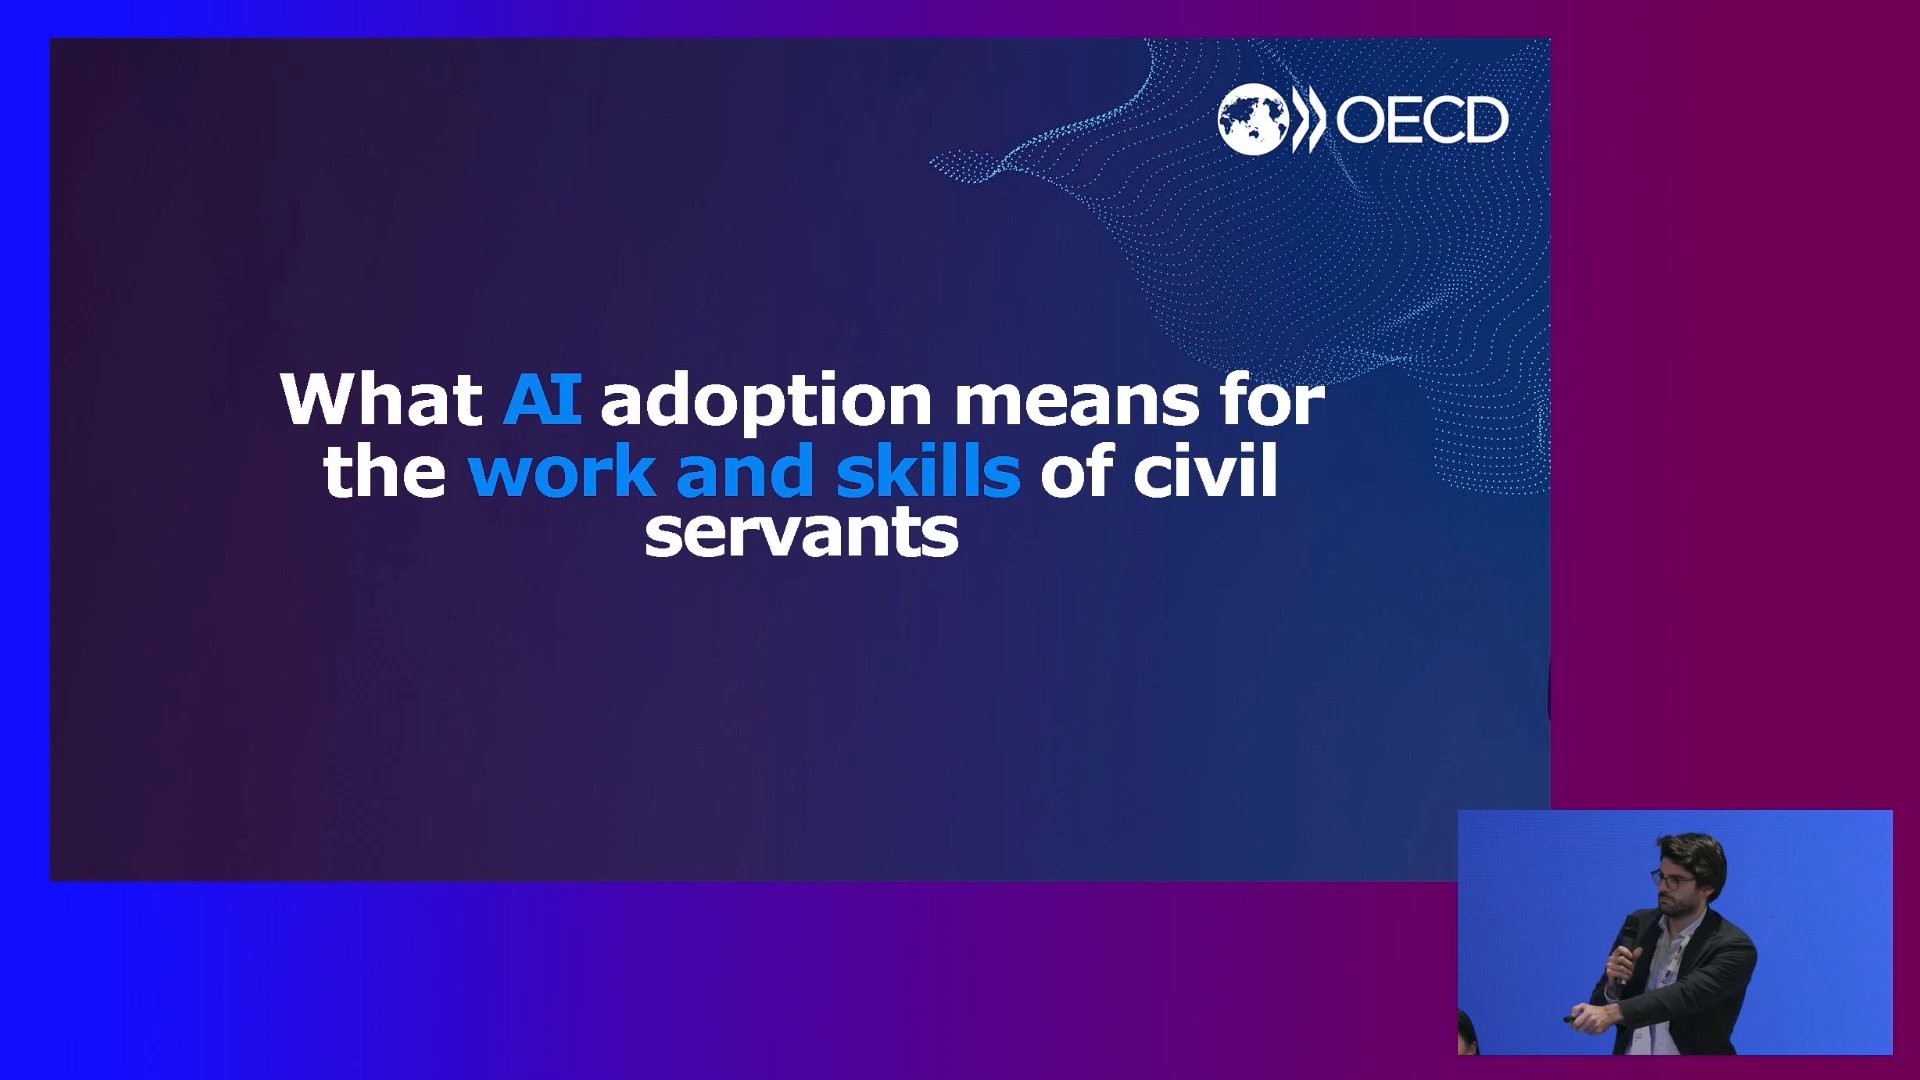 OECD
What AI adoption means for
the work and skills of civil
servants